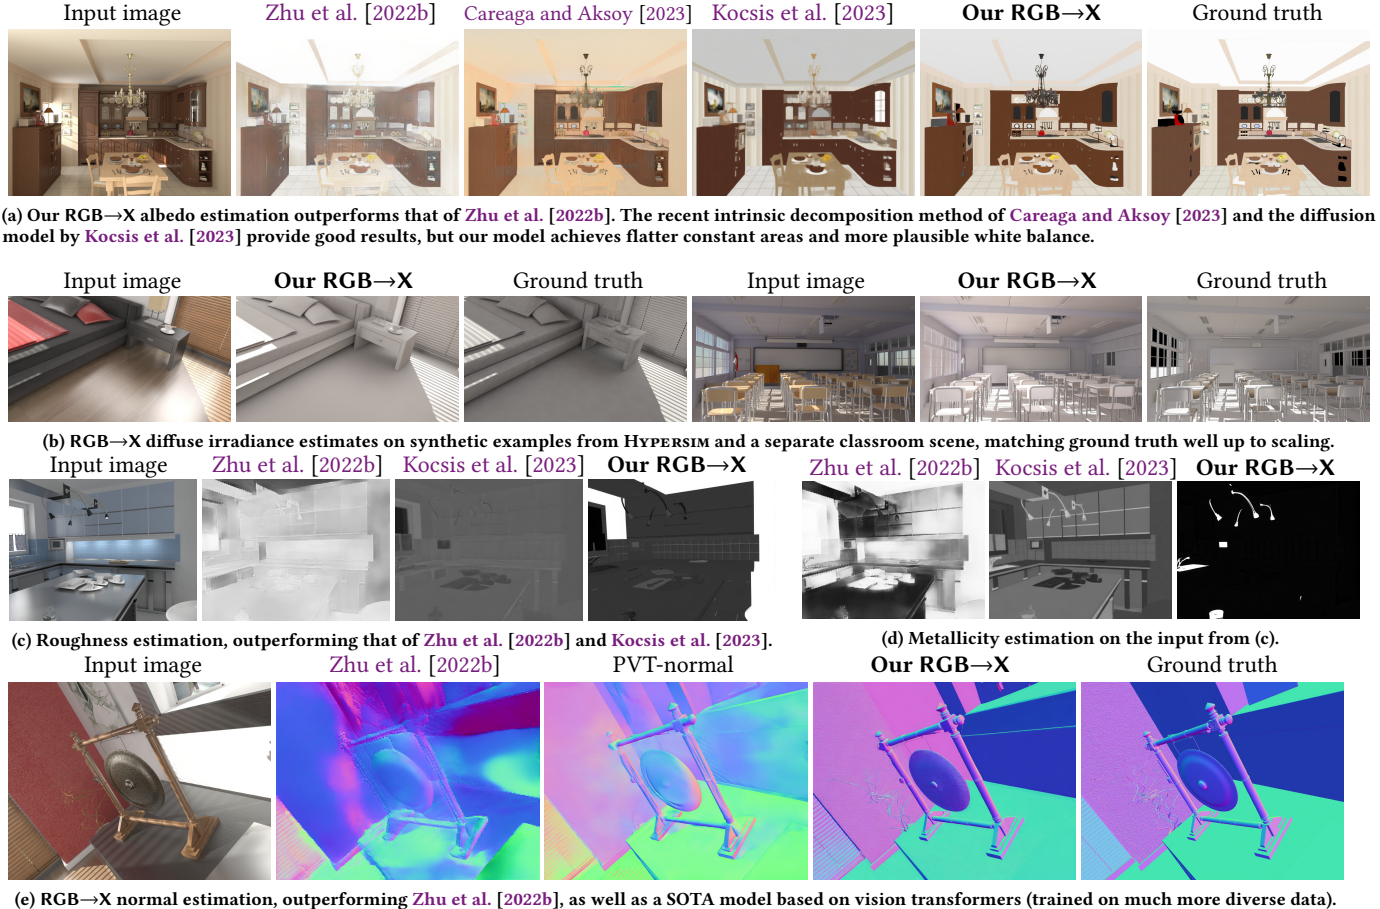 Input image Zhu et al. [2022b] Careaga and Aksoy [2023] Kocsis et al. [2023] Our RGB→X Ground truth
(a) Our RGB→X albedo estimation outperforms that of Zhu et al. [2022b]. The recent intrinsic decomposition method of Careaga and Aksoy [2023] and the diffusion
model by Kocsis et al. [2023] provide good results, but our model achieves flatter constant areas and more plausible white balance.
Input image Our RGB→X Ground truth Input image Our RGB→X Ground truth
(b) RGB→X diffuse irradiance estimates on synthetic examples from Hypersim and a separate classroom scene, matching ground truth well up to scaling.
Input image Zhu et al. [2022b] Kocsis et al. [2023] Our RGB→X
Zhu et al. [2022b] Kocsis et al. [2023] Our RGB→X
(c) Roughness estimation, outperforming that of Zhu et al. [2022b] and Kocsis et al. [2023].
(d) Metallicity estimation on the input from (c).
Input image Zhu et al. [2022b] PVT-normal Our RGB→X Ground truth
(e) RGB→X normal estimation, outperforming Zhu et al. [2022b], as well as a SOTA model based on vision transformers (trained on much more diverse data).